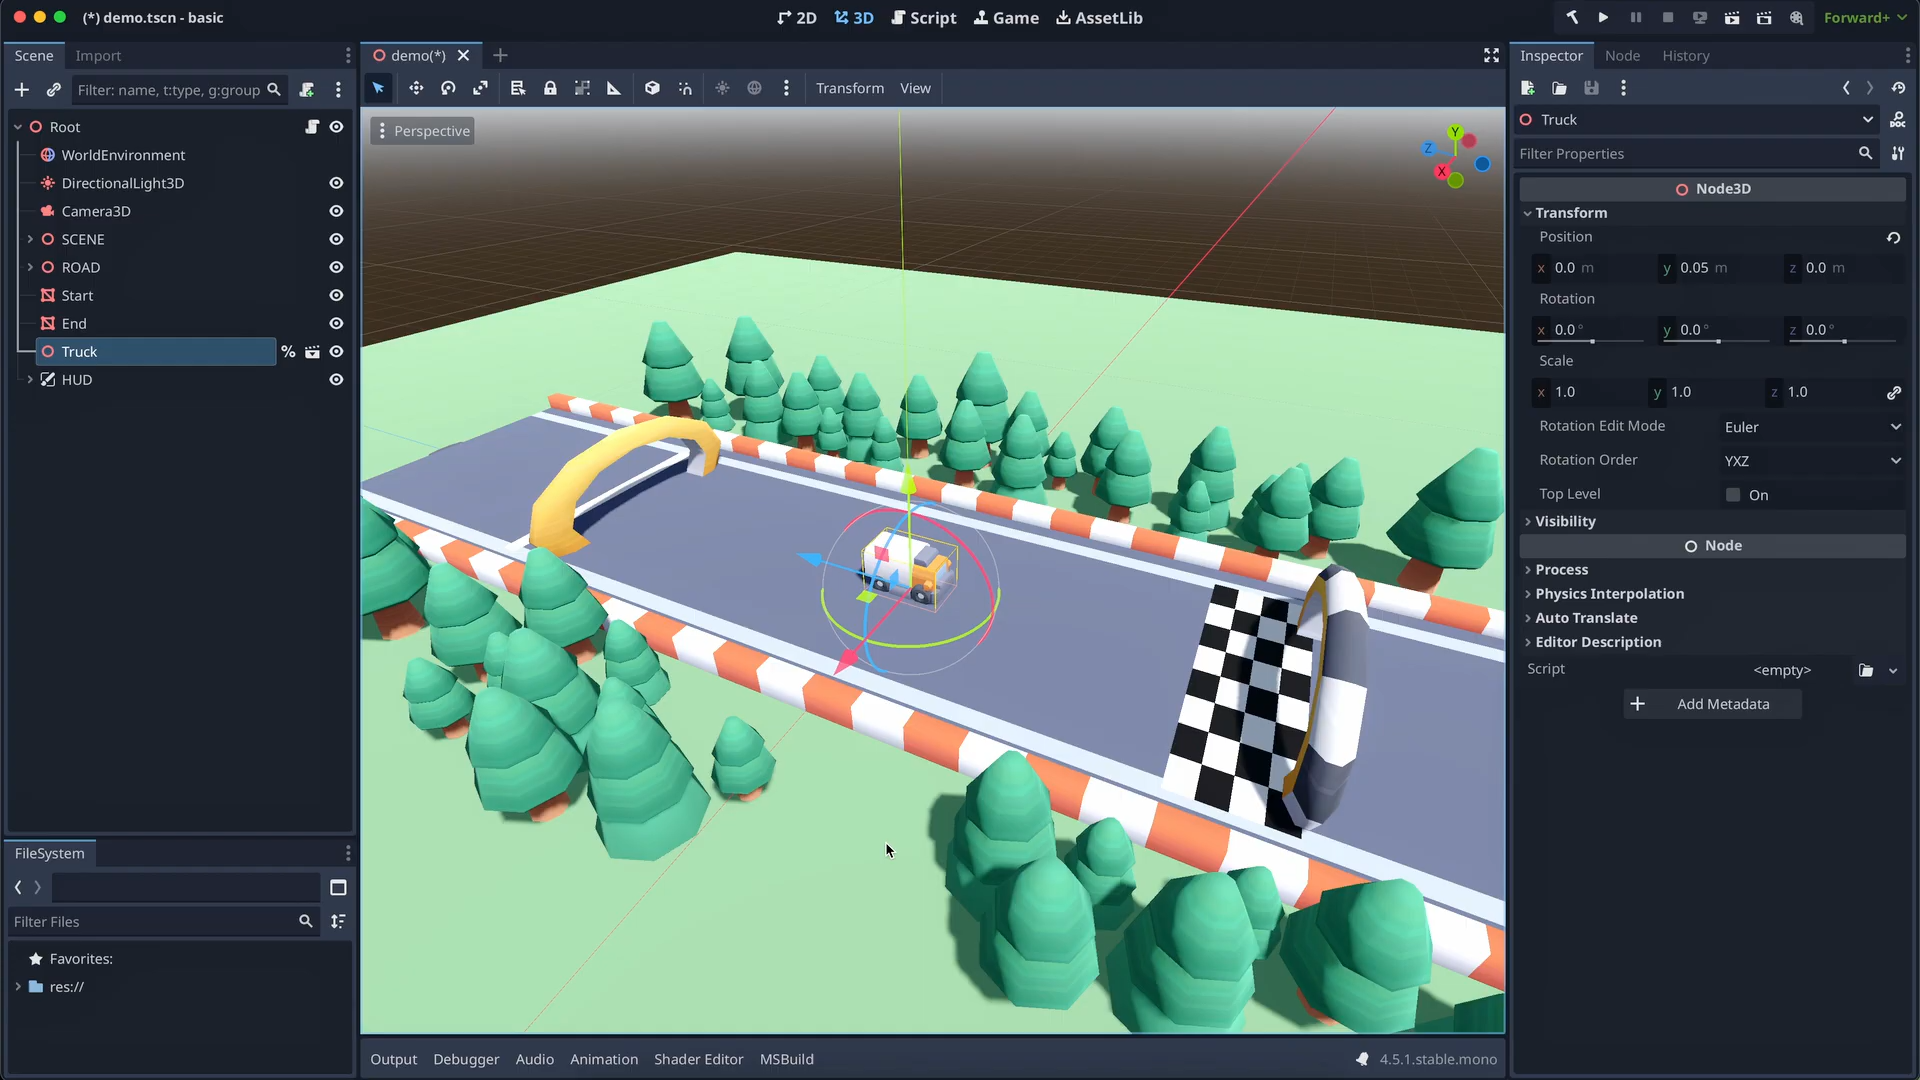 (*) demo.tscn - basic
2D
3D
Script
Game
AssetLib
Forward+
Scene
Import
Filter: name, t:type, g:group
Root
WorldEnvironment
DirectionalLight3D
Camera3D
SCENE
ROAD
Start
End
Truck
%
HUD
FileSystem
Filter Files
Favorites:
res://
demo(*)
Transform
View
Perspective
Y
Z
X
Output
Debugger
Audio
Animation
Shader Editor
MSBuild
4.5.1.stable.mono
Inspector
Node
History
Truck
Filter Properties
Node3D
Transform
Position
x 0.0 m y 0.05 m z 0.0 m
Rotation
x 0.0° y 0.0° z 0.0°
Scale
x 1.0 y 1.0 z 1.0
Rotation Edit Mode Euler
Rotation Order YXZ
Top Level On
Visibility
Node
Process
Physics Interpolation
Auto Translate
Editor Description
Script <empty>
Add Metadata